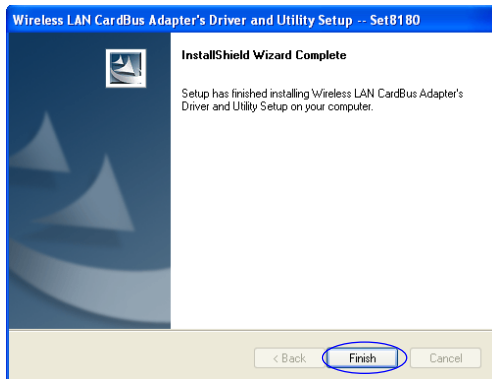 Wireless LAN CardBus Adapter's Driver and Utility Setup -- Set8180
InstallShield Wizard Complete
Setup has finished installing Wireless LAN CardBus Adapter's
Driver and Utility Setup on your computer.
< Back
Finish
Cancel